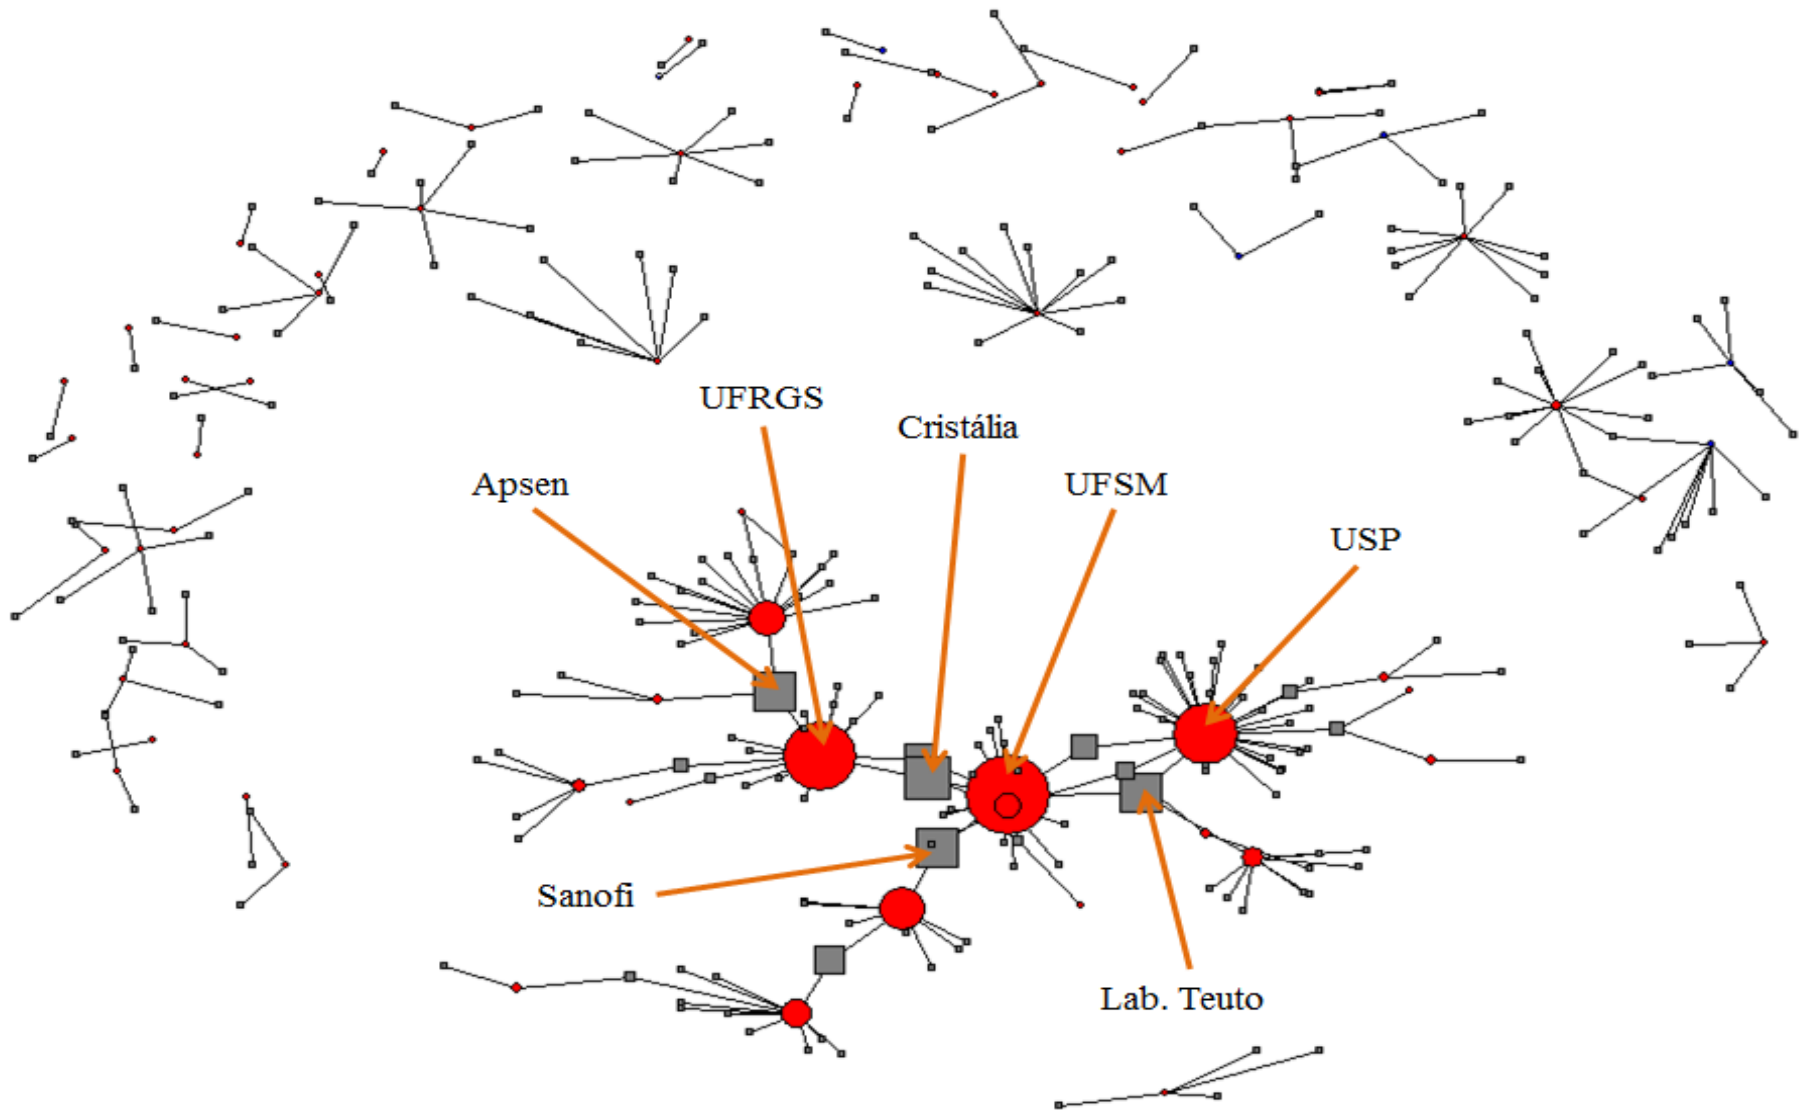 UFRGS
Cristália
Apsen
UFSM
USP
Sanofi
Lab. Teuto